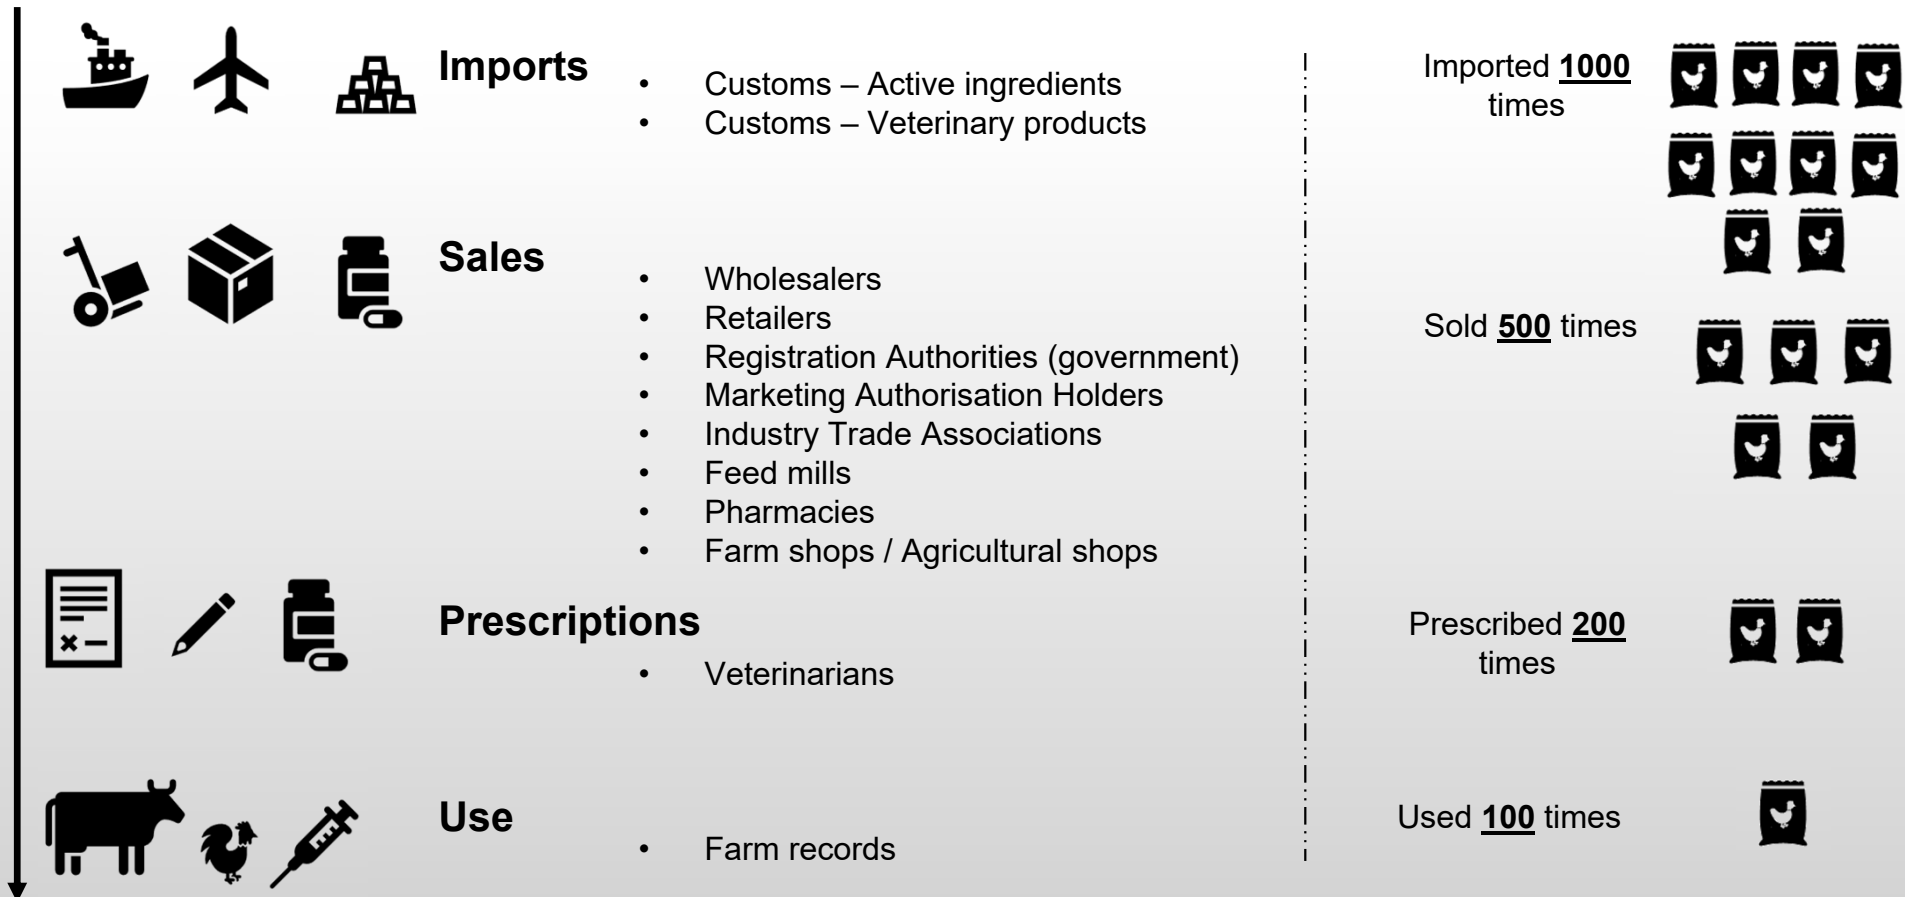 Imports
• Customs – Active ingredients
• Customs – Veterinary products
Imported 1000
times
Sales
• Wholesalers
• Retailers
• Registration Authorities (government)
• Marketing Authorisation Holders
• Industry Trade Associations
• Feed mills
• Pharmacies
• Farm shops / Agricultural shops
Sold 500 times
Prescriptions
• Veterinarians
Prescribed 200
times
Use
• Farm records
Used 100 times